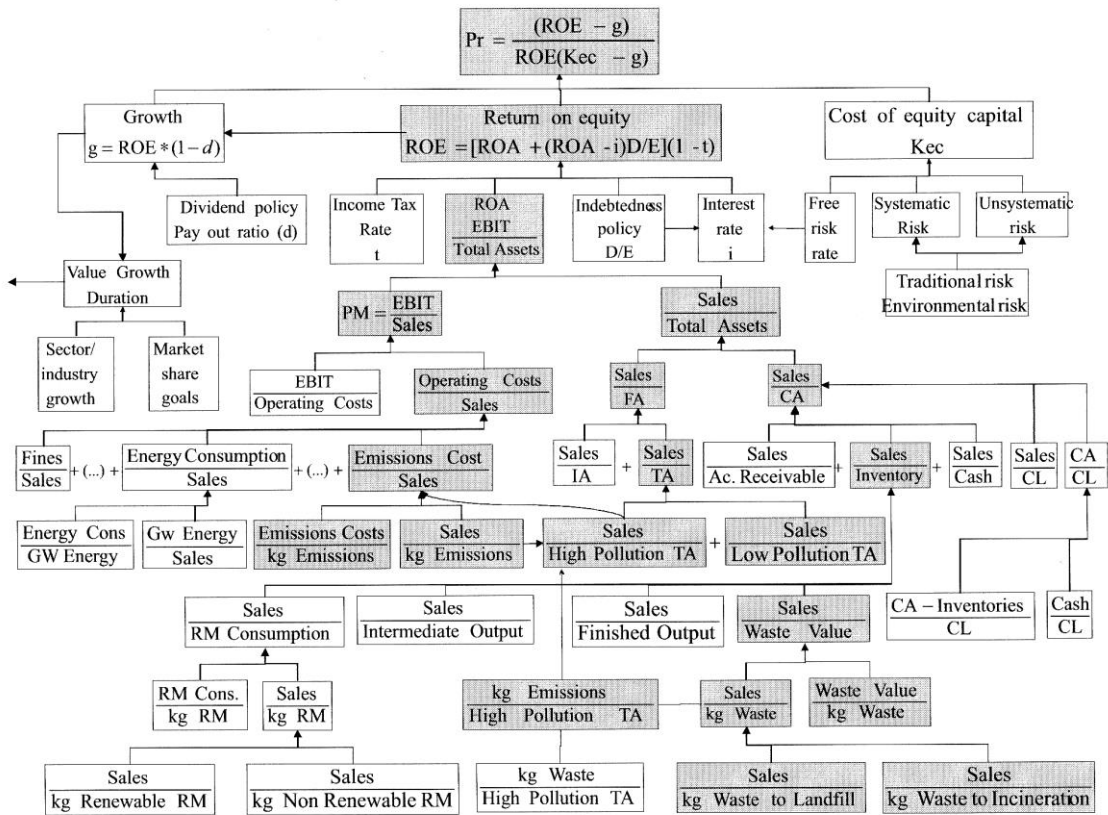 Pr = (ROE - g) / ROE(Kec - g)
Growth
g = ROE * (1 - d)
Return on equity
ROE = [ROA + (ROA - i)D/E](1 - t)
Cost of equity capital
Kec
Dividend policy
Pay out ratio (d)
Income Tax
Rate
t
ROA
EBIT
Total Assets
Indebtedness
policy
D/E
Interest
rate
i
Free
risk
rate
Systematic
Risk
Unsystematic
risk
Value Growth
Duration
Traditional risk
Environmental risk
PM = EBIT / Sales
Sales
Total Assets
Sector/
industry
growth
Market
share
goals
EBIT
Operating Costs
Operating Costs
Sales
Sales
FA
Sales
CA
Fines
Sales
+ (...) +
Energy Consumption
Sales
+ (...) +
Emissions Cost
Sales
Sales
IA
+
Sales
TA
Sales
Ac. Receivable
+
Sales
Inventory
+
Sales
Cash
Sales
CL
CA
CL
Energy Cons
GW Energy
Gw Energy
Sales
Emissions Costs
kg Emissions
Sales
kg Emissions
Sales
High Pollution TA
+
Sales
Low Pollution TA
Sales
RM Consumption
Sales
Intermediate Output
Sales
Finished Output
Sales
Waste Value
CA - Inventories
CL
Cash
CL
RM Cons.
kg RM
Sales
kg RM
kg Emissions
High Pollution TA
Sales
kg Waste
Waste Value
kg Waste
Sales
kg Renewable RM
Sales
kg Non Renewable RM
kg Waste
High Pollution TA
Sales
kg Waste to Landfill
Sales
kg Waste to Incineration